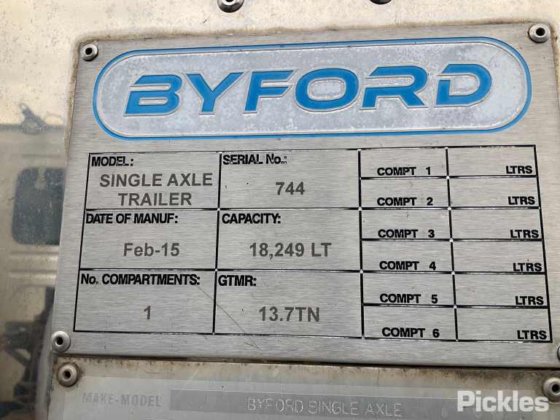 BYFORD
MODEL:
SINGLE AXLE
TRAILER
SERIAL No.:
744
DATE OF MANUF:
Feb-15
CAPACITY:
18,249 LT
No. COMPARTMENTS:
1
GTMR:
13.7TN
COMPT 1 LTRS
COMPT 2 LTRS
COMPT 3 LTRS
COMPT 4 LTRS
COMPT 5 LTRS
COMPT 6 LTRS
MAKE-MODEL BYFORD SINGLE AXLE
Pickles